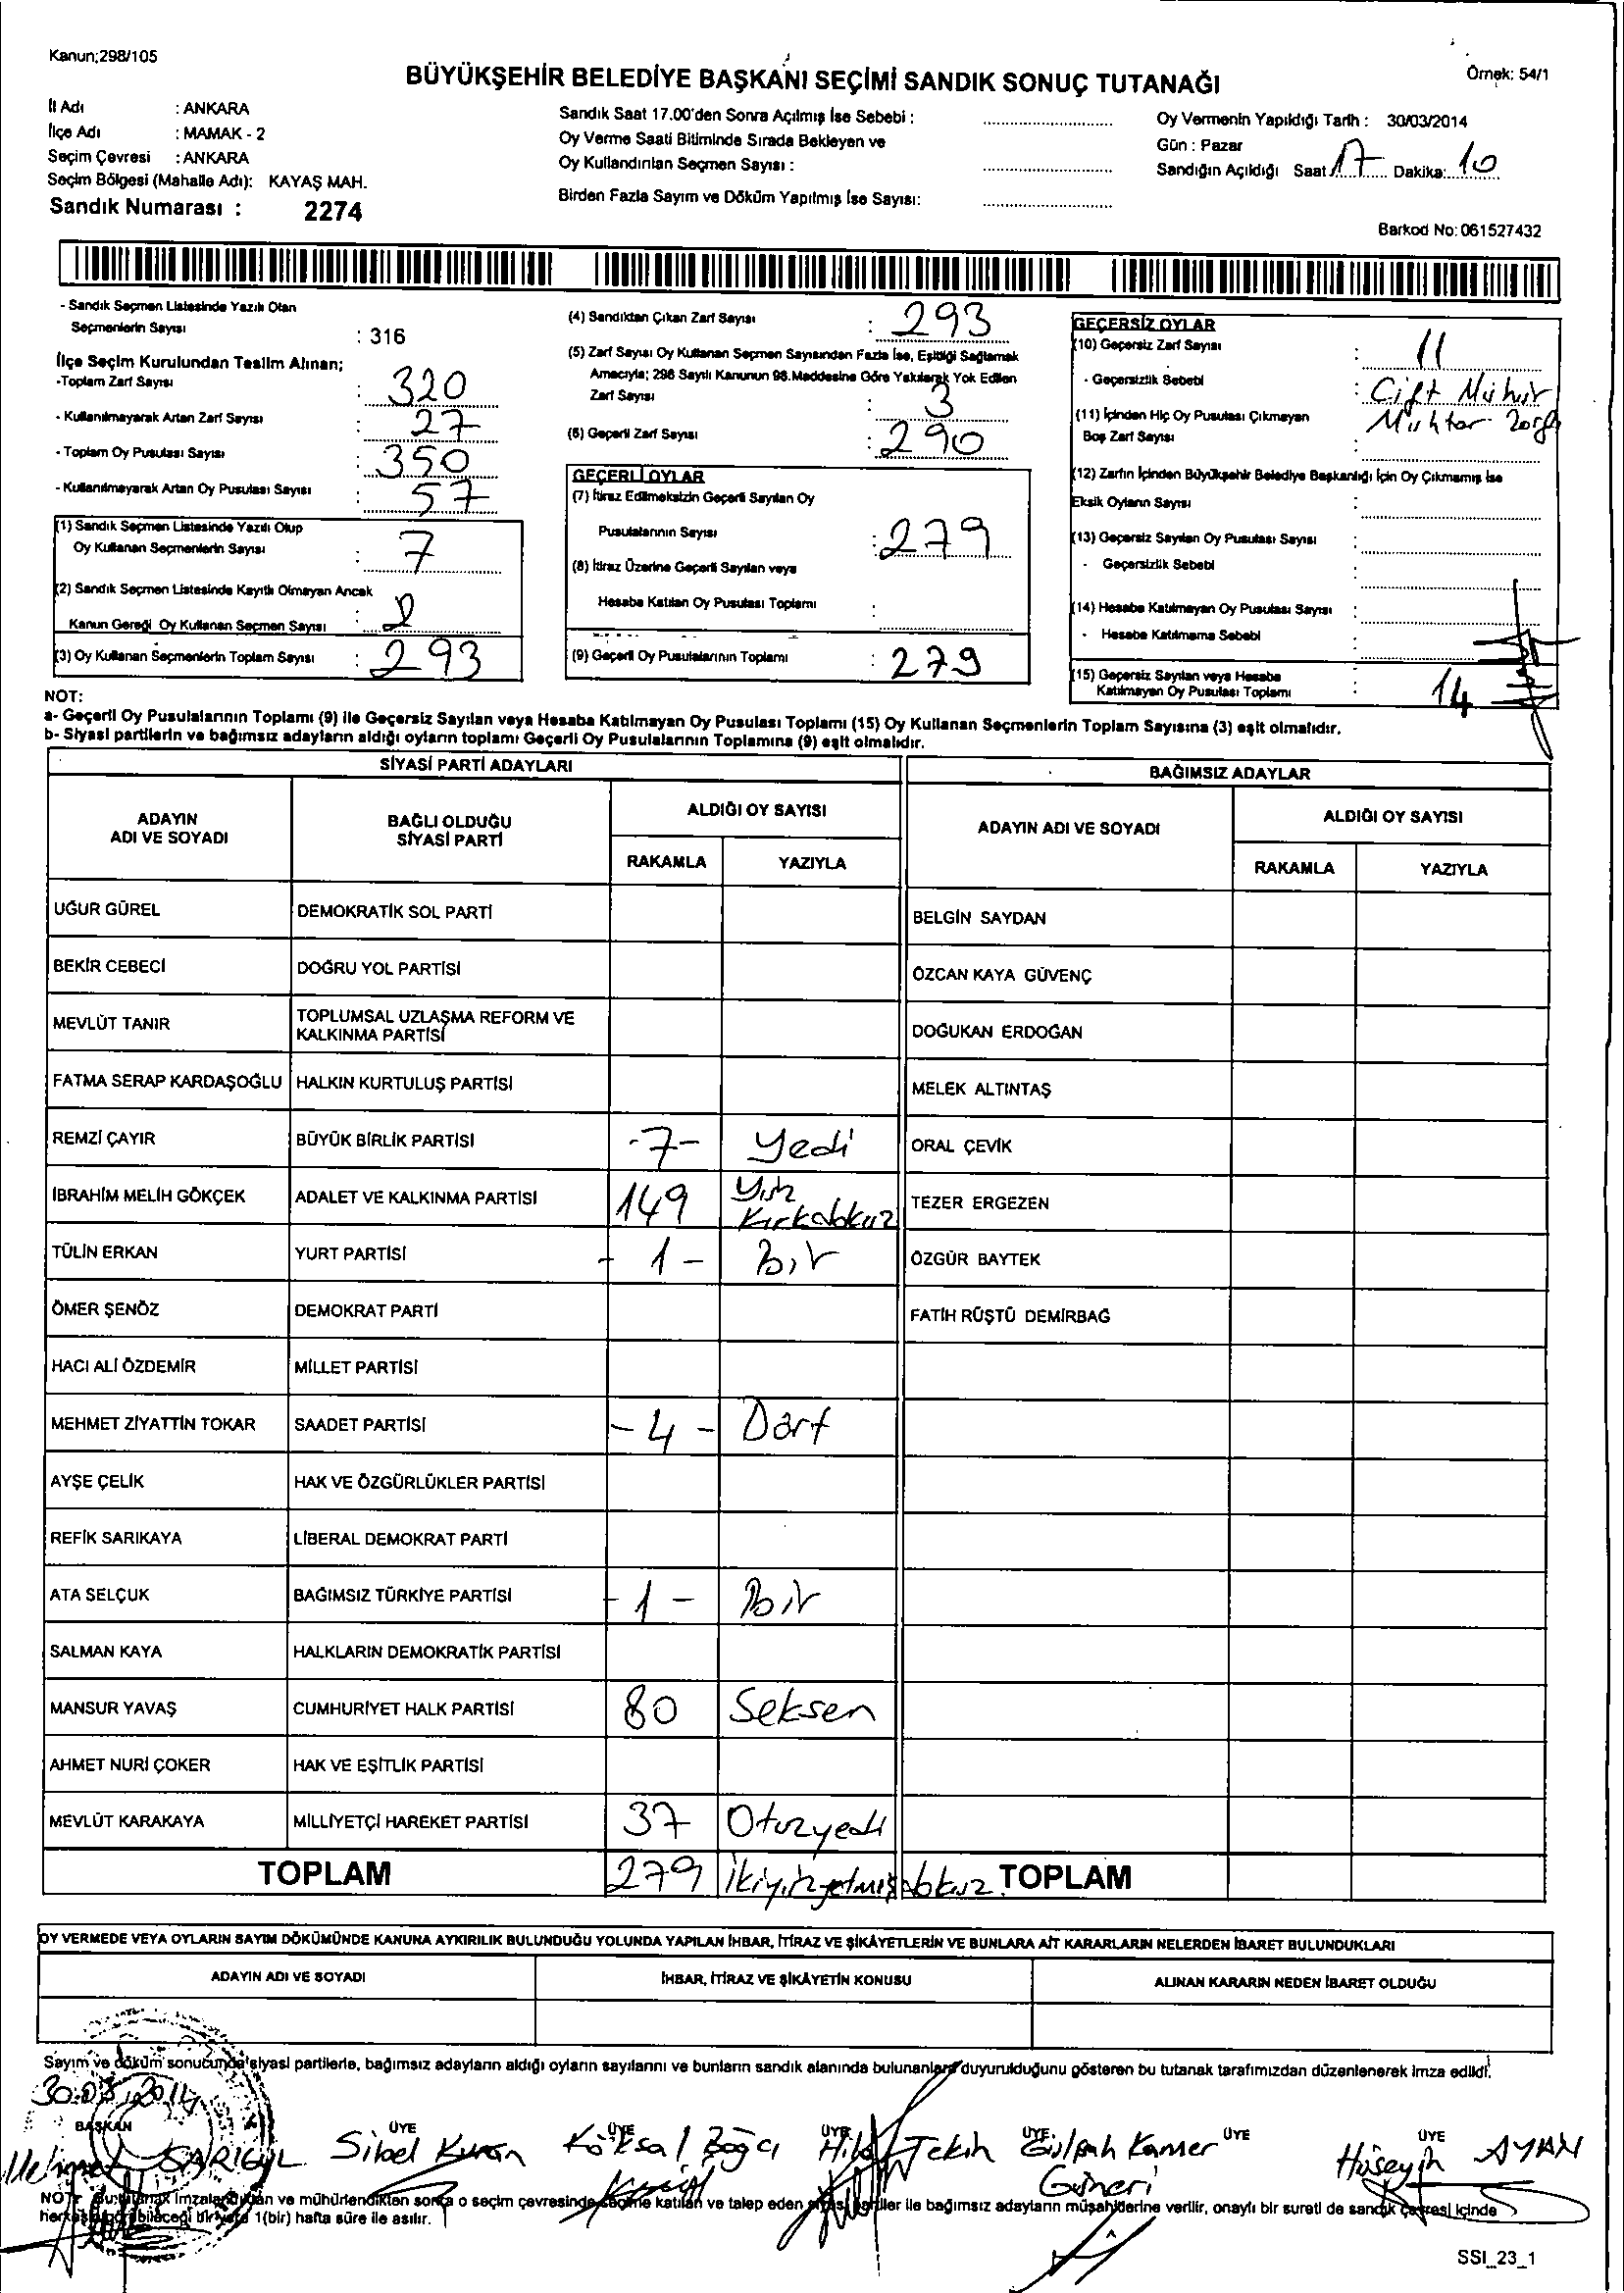 Kanun;298/105
BÜYÜKŞEHİR BELEDİYE BAŞKANI SEÇİMİ SANDIK SONUÇ TUTANAĞI
Örnek: 54/1
İl Adı : ANKARA
İlçe Adı : MAMAK - 2
Seçim Çevresi : ANKARA
Seçim Bölgesi (Mahalle Adı): KAYAŞ MAH.
Sandık Numarası : 2274
Sandık Saat 17.00'den Sonra Açılmış İse Sebebi :
Oy Verme Saati Bitiminde Sırada Bekleyen ve
Oy Kullandırılan Seçmen Sayısı :
Birden Fazla Sayım ve Döküm Yapılmış İse Sayısı:
Oy Vermenin Yapıldığı Tarih : 30/03/2014
Gün : Pazar
Sandığın Açıldığı Saat 17 Dakika: 10
Barkod No: 061527432
- Sandık Seçmen Listesinde Yazılı Olan
Seçmenlerin Sayısı : 316
İlçe Seçim Kurulundan Teslim Alınan;
-Toplam Zarf Sayısı : 320
- Kullanılmayarak Artan Zarf Sayısı : 27
- Toplam Oy Pusulası Sayısı : 350
- Kullanılmayarak Artan Oy Pusulası Sayısı : 57
(1) Sandık Seçmen Listesinde Yazılı Olup
Oy Kullanan Seçmenlerin Sayısı : 7
(2) Sandık Seçmen Listesinde Kayıtlı Olmayan Ancak
Kanun Gereği Oy Kullanan Seçmen Sayısı :
(3) Oy Kullanan Seçmenlerin Toplam Sayısı : 293
(4) Sandıktan Çıkan Zarf Sayısı : 293
(5) Zarf Sayısı Oy Kullanan Seçmen Sayısından Fazla İse, Eşitliği Sağlamak
Amacıyla; 298 Sayılı Kanunun 98.Maddesine Göre Yakılarak Yok Edilen
Zarf Sayısı : 3
(6) Geçerli Zarf Sayısı : 290
GEÇERLİ OYLAR
(7) İtiraz Edilmeksizin Geçerli Sayılan Oy
Pusulalarının Sayısı : 279
(8) İtiraz Üzerine Geçerli Sayılan veya
Hesaba Katılan Oy Pusulası Toplamı :
(9) Geçerli Oy Pusulalarının Toplamı : 279
GEÇERSİZ OYLAR
(10) Geçersiz Zarf Sayısı : 11
- Geçersizlik Sebebi : Çift Mühür
(11) İçinden Hiç Oy Pusulası Çıkmayan Muhtar Zarfı
Boş Zarf Sayısı :
(12) Zarfın İçinden Büyükşehir Belediye Başkanlığı İçin Oy Çıkmamış İse
Eksik Oyların Sayısı :
(13) Geçersiz Sayılan Oy Pusulası Sayısı :
- Geçersizlik Sebebi :
(14) Hesaba Katılmayan Oy Pusulası Sayısı :
- Hesaba Katılmama Sebebi :
(15) Geçersiz Sayılan veya Hesaba
Katılmayan Oy Pusulası Toplamı : 14
NOT:
a- Geçerli Oy Pusulalarının Toplamı (9) ile Geçersiz Sayılan veya Hesaba Katılmayan Oy Pusulası Toplamı (15) Oy Kullanan Seçmenlerin Toplam Sayısına (3) eşit olmalıdır.
b- Siyasi partilerin ve bağımsız adayların aldığı oyların toplamı Geçerli Oy Pusulalarının Toplamına (9) eşit olmalıdır.
SİYASİ PARTİ ADAYLARI
BAĞIMSIZ ADAYLAR
ADAYIN ADI VE SOYADI
BAĞLI OLDUĞU SİYASİ PARTİ
ALDIĞI OY SAYISI
RAKAMLA YAZIYLA
ADAYIN ADI VE SOYADI
ALDIĞI OY SAYISI
RAKAMLA YAZIYLA
UĞUR GÜREL DEMOKRATİK SOL PARTİ BELGİN SAYDAN
BEKİR CEBECİ DOĞRU YOL PARTİSİ ÖZCAN KAYA GÜVENÇ
MEVLÜT TANIR TOPLUMSAL UZLAŞMA REFORM VE KALKINMA PARTİSİ DOĞUKAN ERDOĞAN
FATMA SERAP KARDAŞOĞLU HALKIN KURTULUŞ PARTİSİ MELEK ALTINTAŞ
REMZİ ÇAYIR BÜYÜK BİRLİK PARTİSİ -7- Yedi ORAL ÇEVİK
İBRAHİM MELİH GÖKÇEK ADALET VE KALKINMA PARTİSİ 149 Yüz Kırkdokuz TEZER ERGEZEN
TÜLİN ERKAN YURT PARTİSİ - 1 - Bir ÖZGÜR BAYTEK
ÖMER ŞENÖZ DEMOKRAT PARTİ FATİH RÜŞTÜ DEMİRBAĞ
HACI ALİ ÖZDEMİR MİLLET PARTİSİ
MEHMET ZİYATTİN TOKAR SAADET PARTİSİ - 4 - Dört
AYŞE ÇELİK HAK VE ÖZGÜRLÜKLER PARTİSİ
REFİK SARIKAYA LİBERAL DEMOKRAT PARTİ
ATA SELÇUK BAĞIMSIZ TÜRKİYE PARTİSİ - 1 - Bir
SALMAN KAYA HALKLARIN DEMOKRATİK PARTİSİ
MANSUR YAVAŞ CUMHURİYET HALK PARTİSİ 80 Seksen
AHMET NURİ ÇOKER HAK VE EŞİTLİK PARTİSİ
MEVLÜT KARAKAYA MİLLİYETÇİ HAREKET PARTİSİ 37 Otuzyedi
TOPLAM 279 İkiyüzyetmişdokuz TOPLAM
OY VERMEDE VEYA OYLARIN SAYIM DÖKÜMÜNDE KANUNA AYKIRILIK BULUNDUĞU YOLUNDA YAPILAN İHBAR, İTİRAZ VE ŞİKÂYETLERİN VE BUNLARA AİT KARARLARIN NELERDEN İBARET BULUNDUKLARI
ADAYIN ADI VE SOYADI İHBAR, İTİRAZ VE ŞİKÂYETİN KONUSU ALINAN KARARIN NEDEN İBARET OLDUĞU
Sayım ve döküm sonucunda siyasi partilerle, bağımsız adayların aldığı oyların sayılarını ve bunların sandık alanında bulunanlara duyurulduğunu gösteren bu tutanak tarafımızdan düzenlenerek imza edildi.
30.03.2014
BAŞKAN ÜYE ÜYE ÜYE ÜYE ÜYE ÜYE
Mehmet SARIGÜL Sibel Kuran Köksal Boğa Hilal Tekin Gülşah Kamer Güneri Hüseyin AYAN
NOT: Bu tutanak imzalandıktan ve mühürlendikten sonra o seçim çevresinde seçime katılan ve talep eden siyasi partiler ile bağımsız adayların müşahitlerine verilir, onaylı bir sureti de sandık çevresi içinde
herkesin görebileceği bir yere 1(bir) hafta süre ile asılır.
SSI_23_1